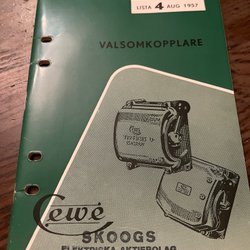 LISTA 4 AUG 1957
VALSOMKOPPLARE
Cewe
SKOOGS
ELEKTRISKA AKTIEBOLAG